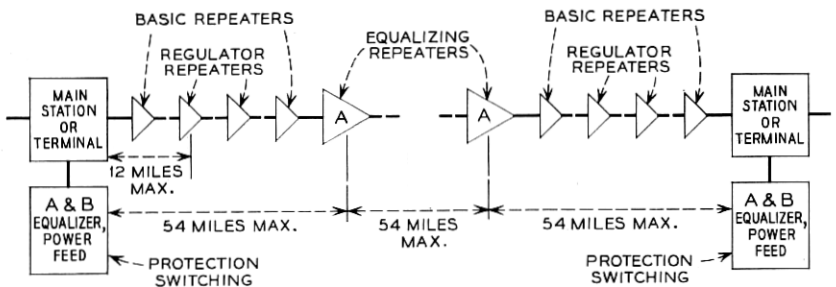 BASIC REPEATERS
REGULATOR
REPEATERS
EQUALIZING
REPEATERS
BASIC REPEATERS
REGULATOR
REPEATERS
MAIN
STATION
OR
TERMINAL
A
A
MAIN
STATION
OR
TERMINAL
12 MILES
MAX.
A & B
EQUALIZER,
POWER
FEED
54 MILES MAX.
54 MILES
MAX.
54 MILES MAX.
A & B
EQUALIZER,
POWER
FEED
PROTECTION
SWITCHING
PROTECTION
SWITCHING